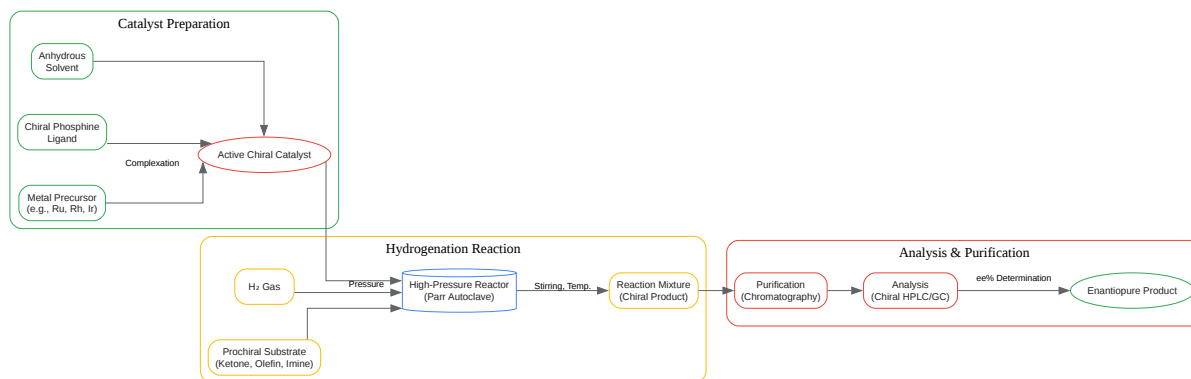 Catalyst Preparation
Anhydrous
Solvent
Chiral Phosphine
Ligand
Complexation
Active Chiral Catalyst
Metal Precursor
(e.g., Ru, Rh, Ir)
Hydrogenation Reaction
H₂ Gas
Pressure
High-Pressure Reactor
(Parr Autoclave)
Stirring, Temp.
Reaction Mixture
(Chiral Product)
Prochiral Substrate
(Ketone, Olefin, Imine)
Analysis & Purification
Purification
(Chromatography)
Analysis
(Chiral HPLC/GC)
ee% Determination
Enantiopure Product